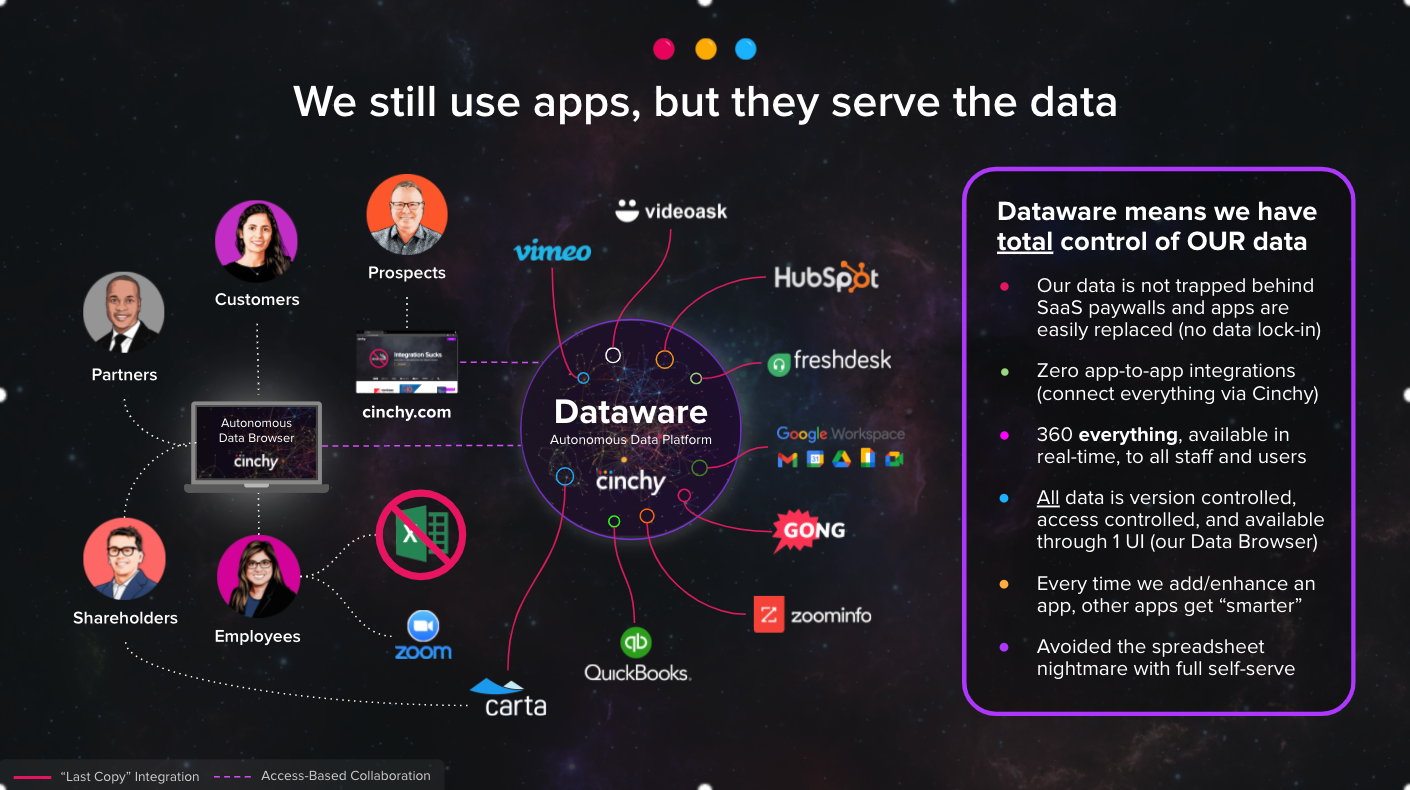 We still use apps, but they serve the data
Prospects
Customers
Partners
Shareholders
Employees
Autonomous
Data Browser
cinchy
Integration Sucks
cinchy.com
X
zoom
carta
vimeo
videoask
HubSpot
freshdesk
Google Workspace
31
GONG
Z
zoominfo
qb
QuickBooks.
Dataware
Autonomous Data Platform
cinchy
Dataware means we have
total control of OUR data
Our data is not trapped behind
SaaS paywalls and apps are
easily replaced (no data lock-in)
Zero app-to-app integrations
(connect everything via Cinchy)
360 everything, available in
real-time, to all staff and users
All data is version controlled,
access controlled, and available
through 1 UI (our Data Browser)
Every time we add/enhance an
app, other apps get “smarter”
Avoided the spreadsheet
nightmare with full self-serve
“Last Copy” Integration
Access-Based Collaboration